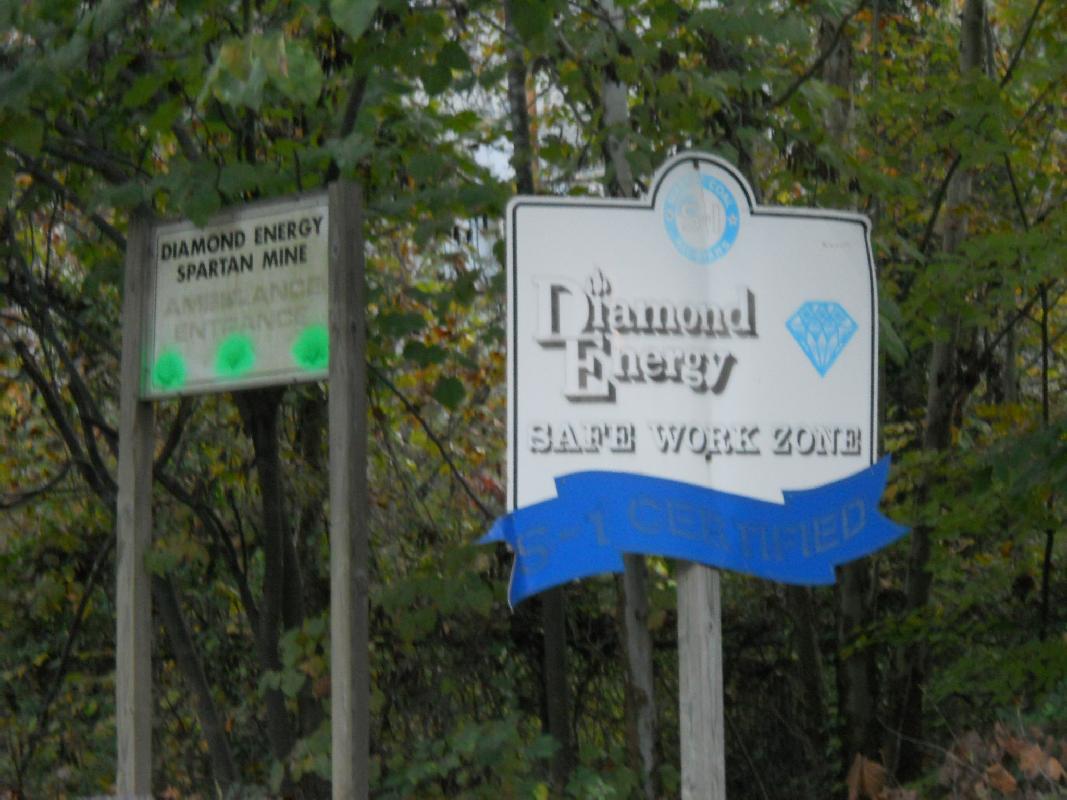 DIAMOND ENERGY
SPARTAN MINE
AMBULANCE
ENTRANCE
Diamond
Energy
SAFE WORK ZONE
S-1 CERTIFIED